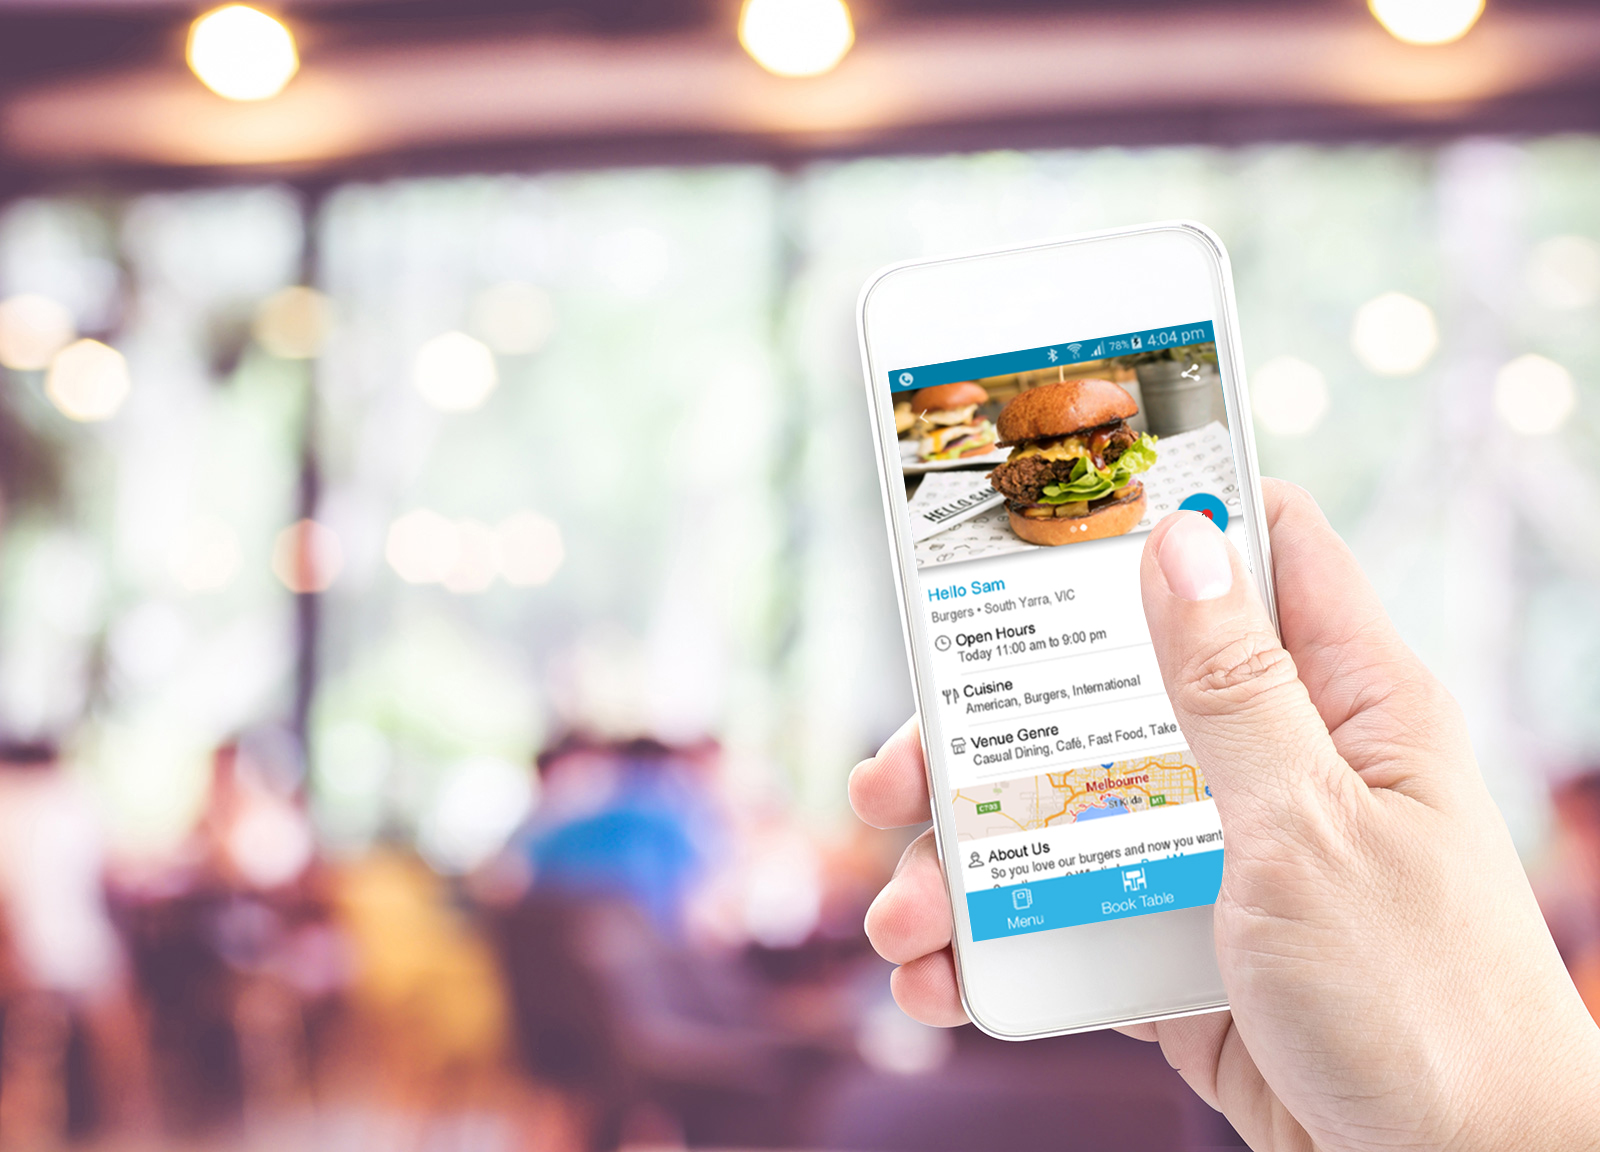 78% 4:04 pm
HELLO SAM
Hello Sam
Burgers • South Yarra, VIC
Open Hours
Today 11:00 am to 9:00 pm
Cuisine
American, Burgers, International
Venue Genre
Casual Dining, Café, Fast Food, Take
Melbourne
C793
St Kilda
M1
About Us
So you love our burgers and now you want
Menu
Book Table